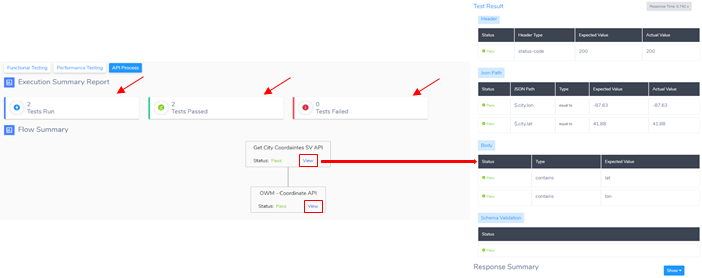 Functional Testing Performance Testing API Process
Execution Summary Report
2
Tests Run
2
Tests Passed
0
Tests Failed
Flow Summary
Get City Coordaintes SV API
Status: Pass View
OWM - Coordinate API
Status: Pass View
Test Result
Response Time: 0.740 s
Header
Status Header Type Expected Value Actual Value
Pass status-code 200 200
Json Path
Status JSON Path Type Expected Value Actual Value
Pass $.city.lon equal to -87.63 -87.63
Pass $.city.lat equal to 41.88 41.88
Body
Status Type Expected Value
Pass contains lat
Pass contains lon
Schema Validation
Status
Pass
Response Summary
Show